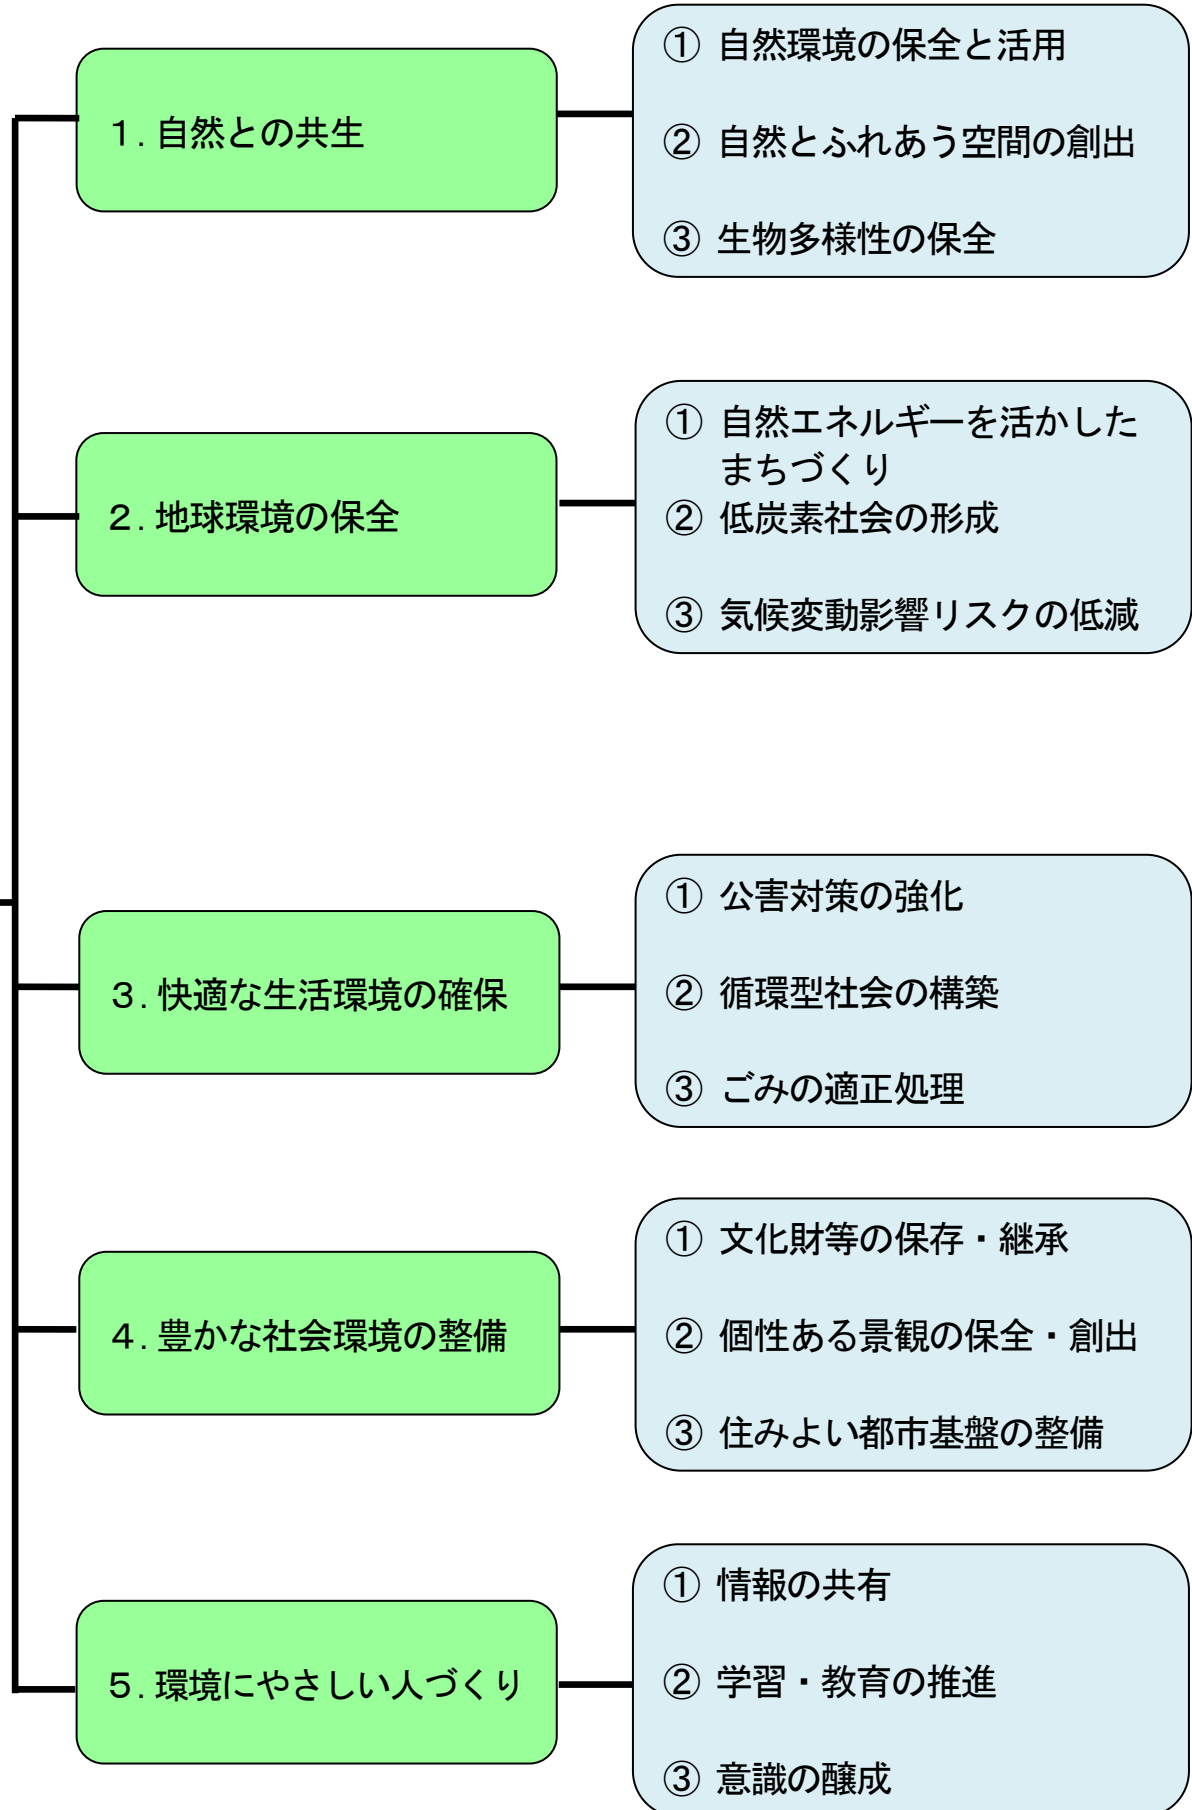 １．自然との共生
① 自然環境の保全と活用
② 自然とふれあう空間の創出
③ 生物多様性の保全
２．地球環境の保全
① 自然エネルギーを活かした
まちづくり
② 低炭素社会の形成
③ 気候変動影響リスクの低減
３．快適な生活環境の確保
① 公害対策の強化
② 循環型社会の構築
③ ごみの適正処理
４．豊かな社会環境の整備
① 文化財等の保存・継承
② 個性ある景観の保全・創出
③ 住みよい都市基盤の整備
５．環境にやさしい人づくり
① 情報の共有
② 学習・教育の推進
③ 意識の醸成